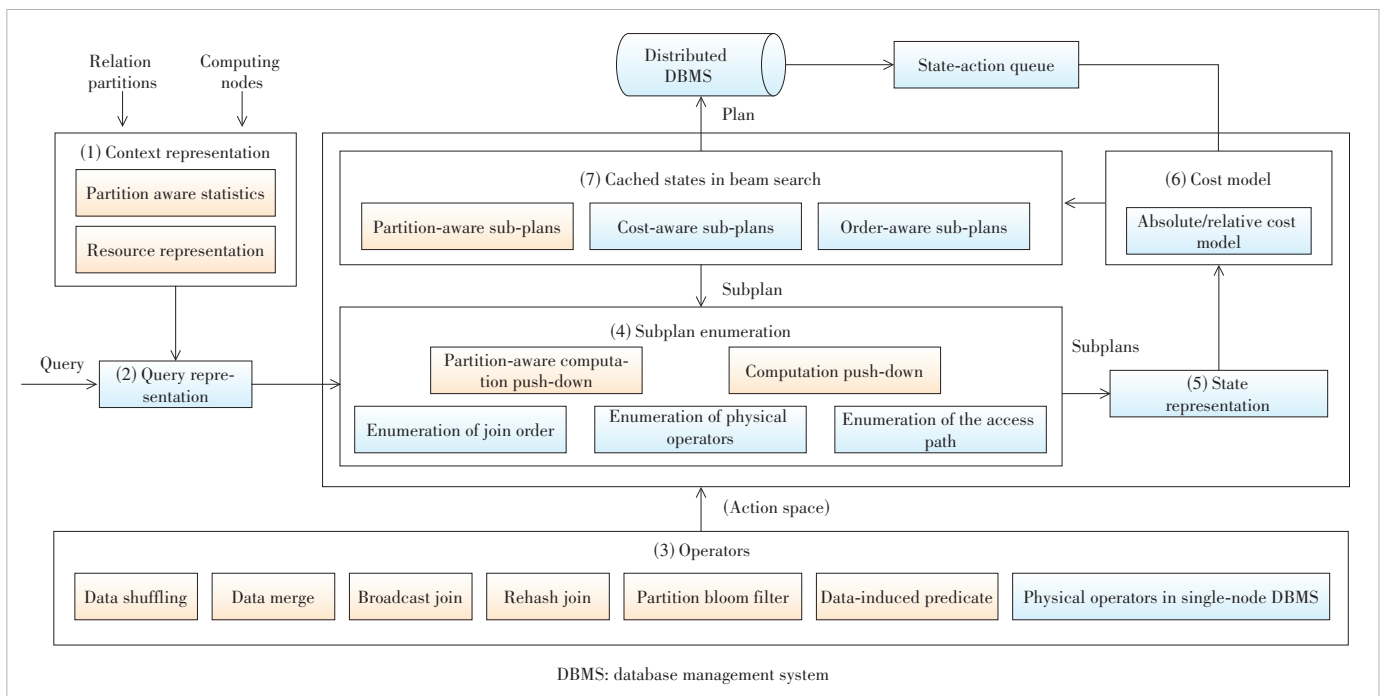 Relation
partitions
Computing
nodes
Distributed
DBMS
State-action queue
Plan
(1) Context representation
Partition aware statistics
Resource representation
(7) Cached states in beam search
Partition-aware sub-plans
Cost-aware sub-plans
Order-aware sub-plans
(6) Cost model
Absolute/relative cost
model
Subplan
(4) Subplan enumeration
Partition-aware computa-
tion push-down
Computation push-down
Enumeration of join order
Enumeration of physical
operators
Enumeration of the access
path
Query
(2) Query repre-
sentation
Subplans
(5) State
representation
(Action space)
(3) Operators
Data shuffling
Data merge
Broadcast join
Rehash join
Partition bloom filter
Data-induced predicate
Physical operators in single-node DBMS
DBMS: database management system